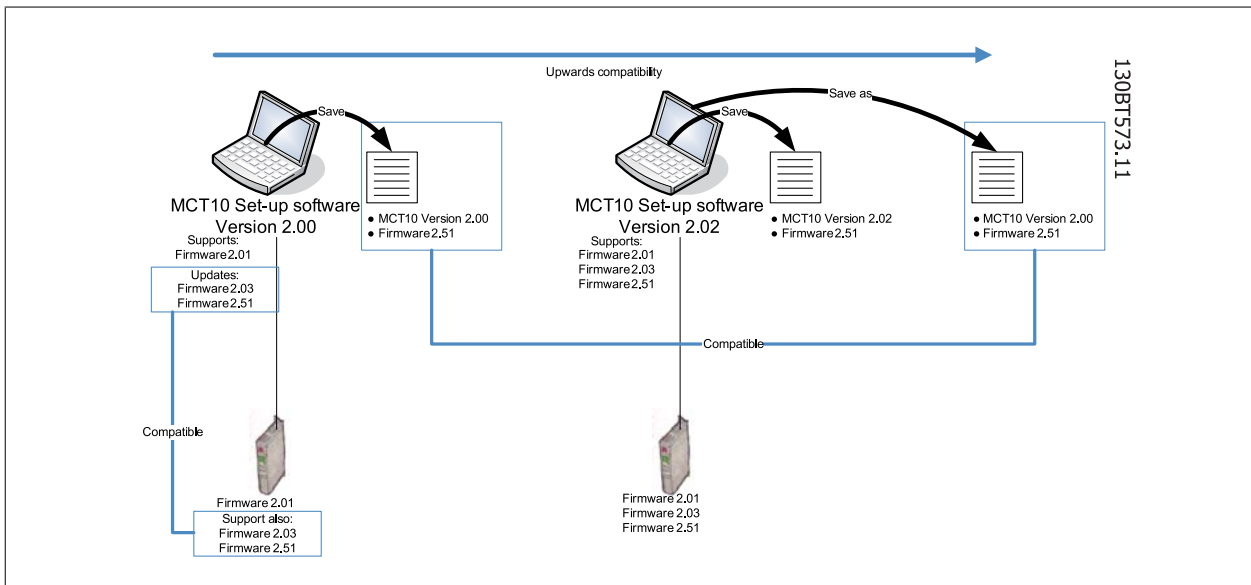 Upwards compatibility
130BT573.11
Save
MCT10 Set-up software
Version 2.00
Supports:
Firmware 2.01
Updates:
Firmware 2.03
Firmware 2.51
● MCT10 Version 2.00
● Firmware 2.51
Save
Save as
MCT10 Set-up software
Version 2.02
Supports:
Firmware 2.01
Firmware 2.03
Firmware 2.51
● MCT10 Version 2.02
● Firmware 2.51
● MCT10 Version 2.00
● Firmware 2.51
Compatible
Compatible
Firmware 2.01
Support also:
Firmware 2.03
Firmware 2.51
Firmware 2.01
Firmware 2.03
Firmware 2.51